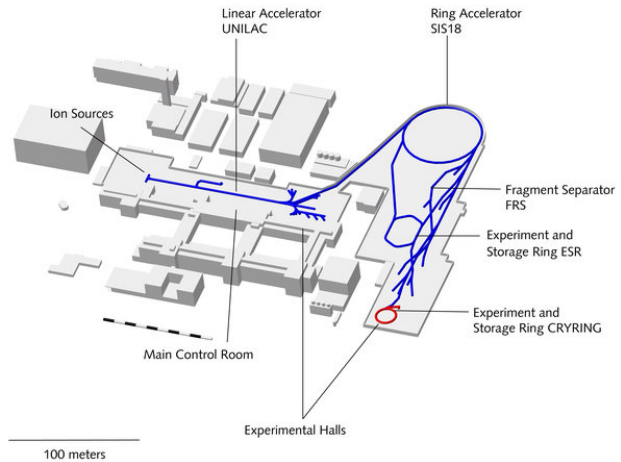 Linear Accelerator
UNILAC
Ring Accelerator
SIS18
Ion Sources
Fragment Separator
FRS
Experiment and
Storage Ring ESR
Experiment and
Storage Ring CRYRING
Main Control Room
Experimental Halls
100 meters